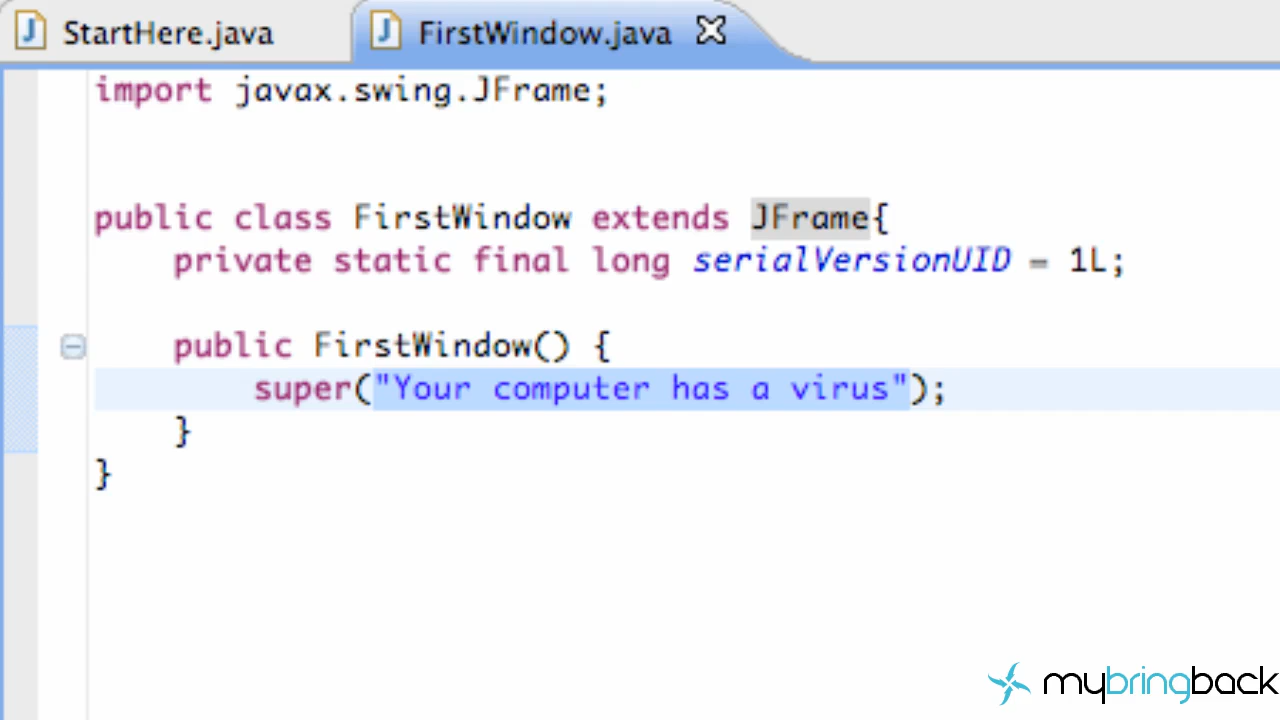 StartHere.java FirstWindow.java
import javax.swing.JFrame;
public class FirstWindow extends JFrame{
private static final long serialVersionUID = 1L;
public FirstWindow() {
super("Your computer has a virus");
}
}
mybringback